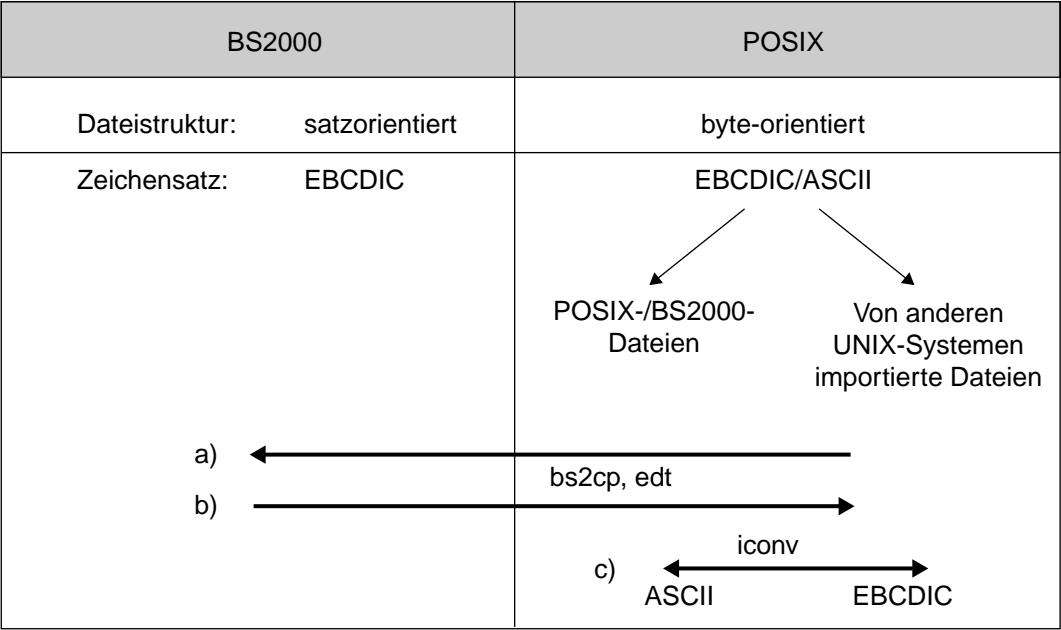 BS2000 POSIX
Dateistruktur: satzorientiert byte-orientiert
Zeichensatz: EBCDIC EBCDIC/ASCII
POSIX-/BS2000-
Dateien
Von anderen
UNIX-Systemen
importierte Dateien
a)
bs2cp, edt
b)
iconv
c)
ASCII EBCDIC